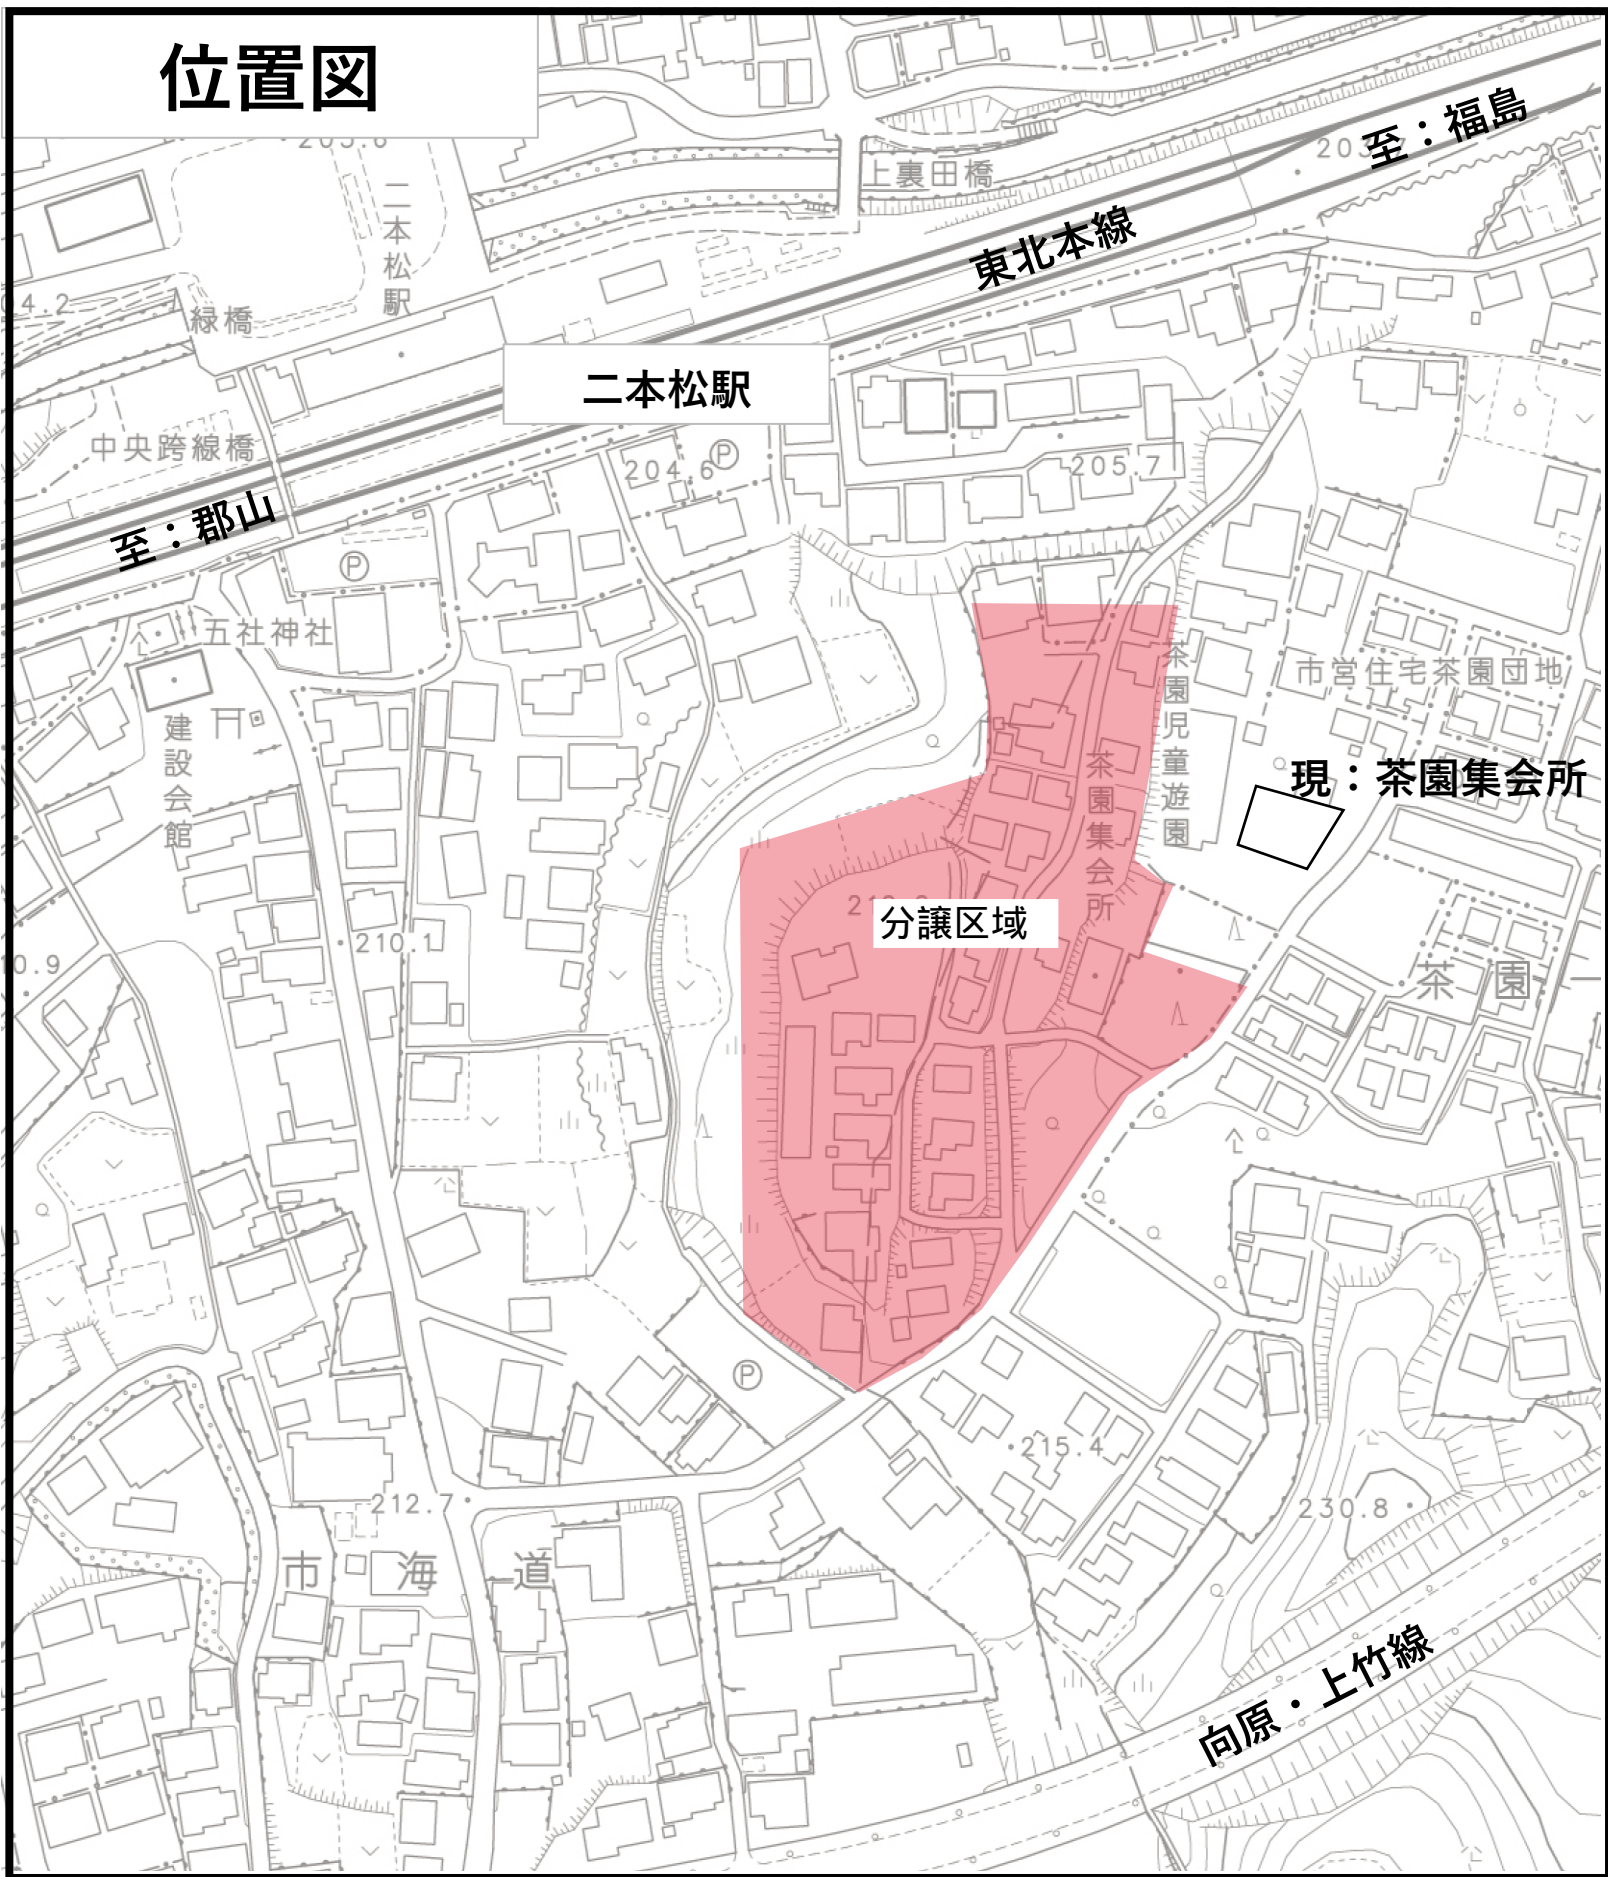 位置図
至：福島
上裏田橋
二本松駅
東北本線
緑橋
二本松駅
中央跨線橋
204.6
P
205.7
至：郡山
P
五社神社
茶園児童遊園
市営住宅茶園団地
建設会館
茶園集会所
現：茶園集会所
分譲区域
210.1
茶園
P
215.4
212.7
230.8
市海道
向原・上竹線